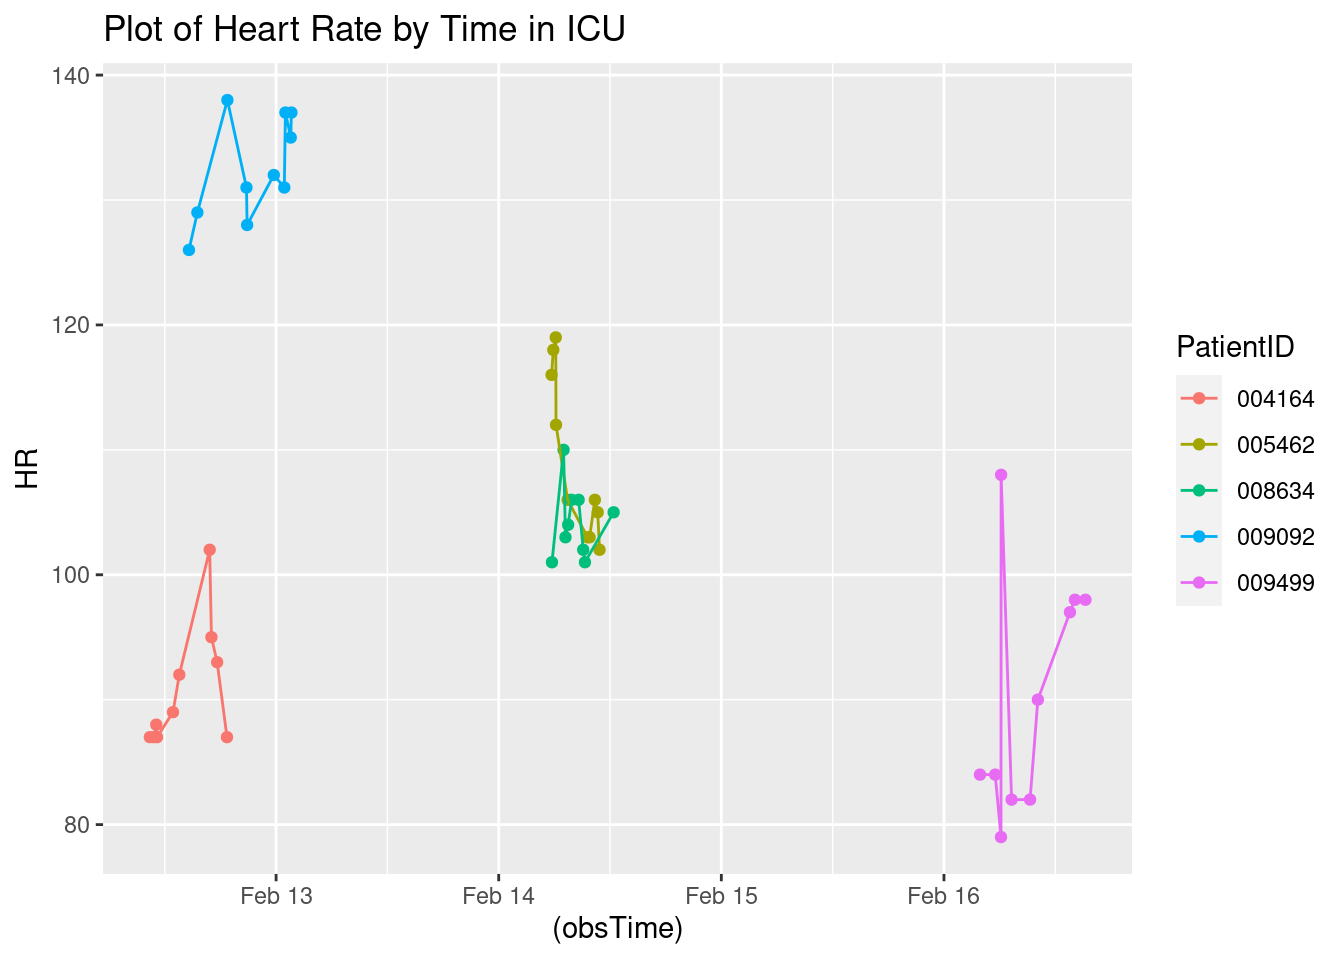 Plot of Heart Rate by Time in ICU
140
120
100
80
HR
Feb 13
Feb 14
Feb 15
Feb 16
(obsTime)
PatientID
004164
005462
008634
009092
009499